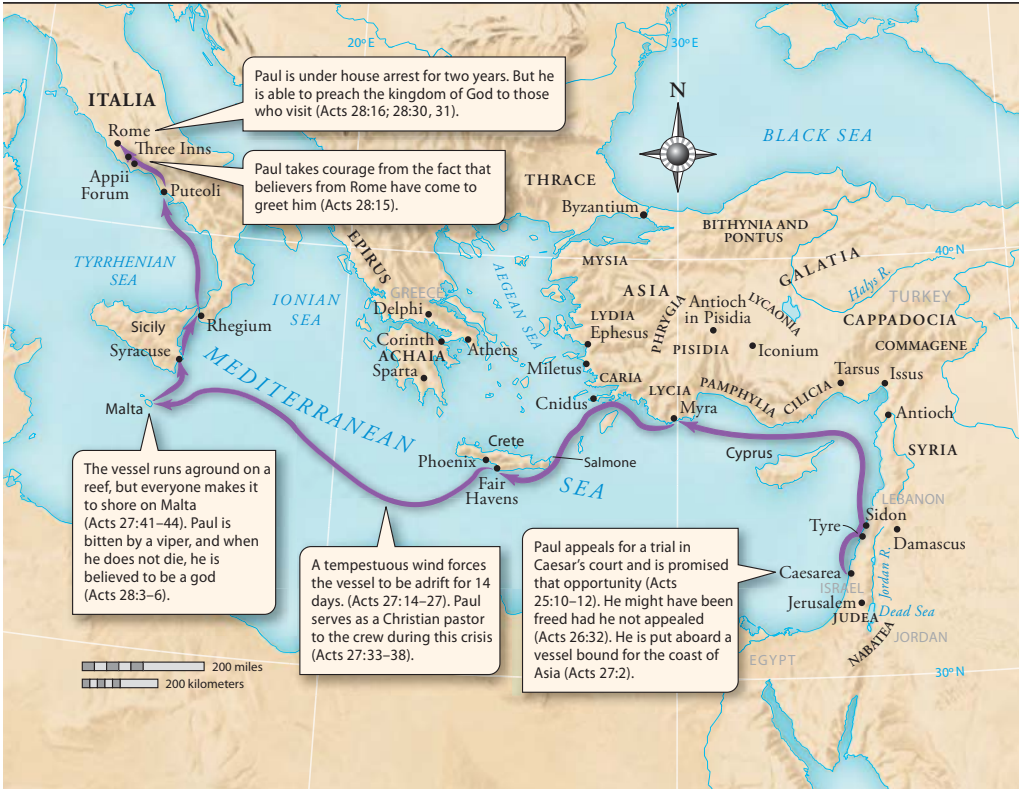 20° E
30° E
Paul is under house arrest for two years. But he
is able to preach the kingdom of God to those
who visit (Acts 28:16; 28:30, 31).
ITALIA
Rome
Three Inns
Appii
Forum
Puteoli
Paul takes courage from the fact that
believers from Rome have come to
greet him (Acts 28:15).
N
BLACK SEA
THRACE
Byzantium
BITHYNIA AND
PONTUS
40° N
GALATIA
Halys R.
TURKEY
MYSIA
EPIRUS
AEGEAN SEA
TYRRHENIAN
SEA
IONIAN
SEA
GREECE
Delphi
ASIA
PHRYGIA
Antioch
in Pisidia
LYCAONIA
CAPPADOCIA
COMMAGENE
LYDIA
Ephesus
PISIDIA
Iconium
Sicily
Rhegium
Syracuse
Corinth
ACHAIA
Athens
Sparta
Miletus
CARIA
LYCIA
PAMPHYLIA
CILICIA
Tarsus
Issus
Cnidus
Myra
Antioch
SYRIA
Malta
MEDITERRANEAN
SEA
Crete
Phoenix
Fair
Havens
Salmone
Cyprus
LEBANON
Sidon
Tyre
Damascus
Caesarea
ISRAEL
Jordan R.
Jerusalem
JUDEA
Dead Sea
NABATEA
JORDAN
EGYPT
30° N
The vessel runs aground on a
reef, but everyone makes it
to shore on Malta
(Acts 27:41–44). Paul is
bitten by a viper, and when
he does not die, he is
believed to be a god
(Acts 28:3–6).
A tempestuous wind forces
the vessel to be adrift for 14
days. (Acts 27:14–27). Paul
serves as a Christian pastor
to the crew during this crisis
(Acts 27:33–38).
Paul appeals for a trial in
Caesar's court and is promised
that opportunity (Acts
25:10–12). He might have been
freed had he not appealed
(Acts 26:32). He is put aboard a
vessel bound for the coast of
Asia (Acts 27:2).
200 miles
200 kilometers